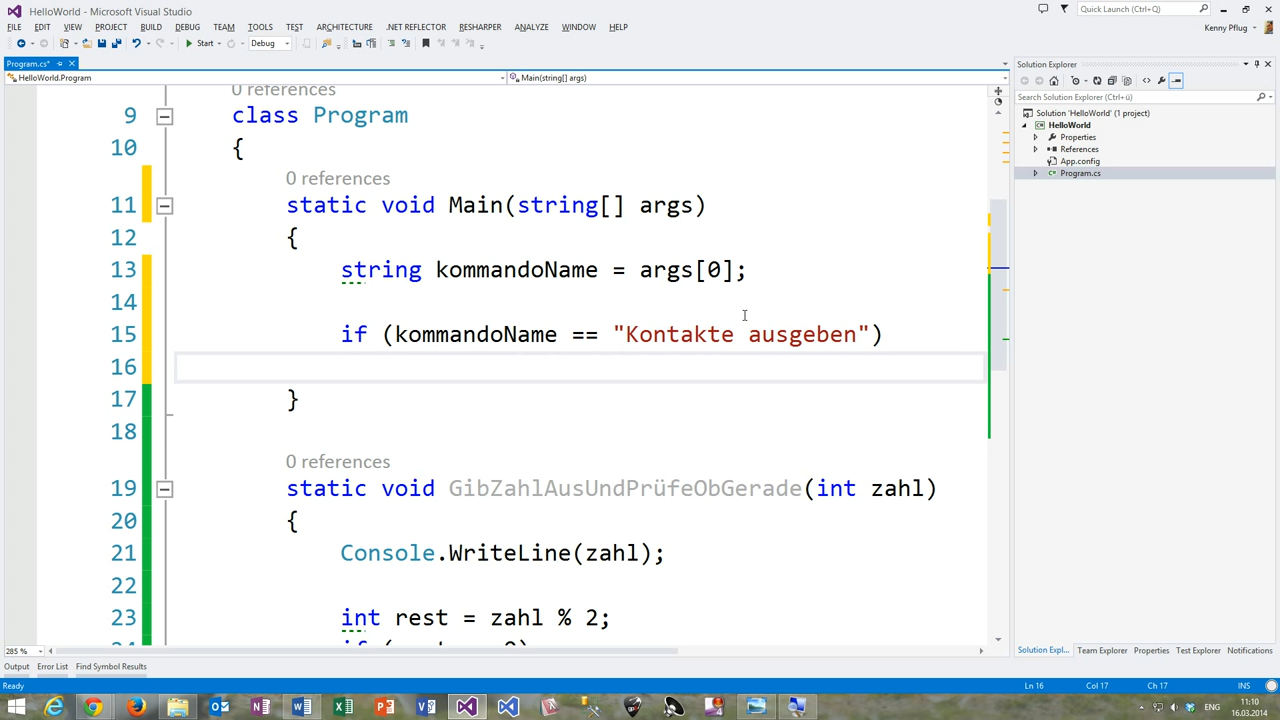 HelloWorld - Microsoft Visual Studio
Quick Launch (Ctrl+Q)
FILE EDIT VIEW PROJECT BUILD DEBUG TEAM TOOLS TEST ARCHITECTURE .NET REFLECTOR RESHARPER ANALYZE WINDOW HELP
Kenny Pflug
Start Debug
Program.cs*
HelloWorld.Program
Main(string[] args)
0 references
9 class Program
10 {
0 references
11 static void Main(string[] args)
12 {
13 string kommandoName = args[0];
14
15 if (kommandoName == "Kontakte ausgeben")
16
17 }
18
0 references
19 static void GibZahlAusUndPrüfeObGerade(int zahl)
20 {
21 Console.WriteLine(zahl);
22
23 int rest = zahl % 2;
285 %
Solution Explorer
Search Solution Explorer (Ctrl+ü)
Solution 'HelloWorld' (1 project)
HelloWorld
Properties
References
App.config
Program.cs
Solution Expl... Team Explorer Properties Test Explorer Notifications
Output Error List Find Symbol Results
Ready
Ln 16 Col 17 Ch 17 INS
ENG
11:10
16.03.2014